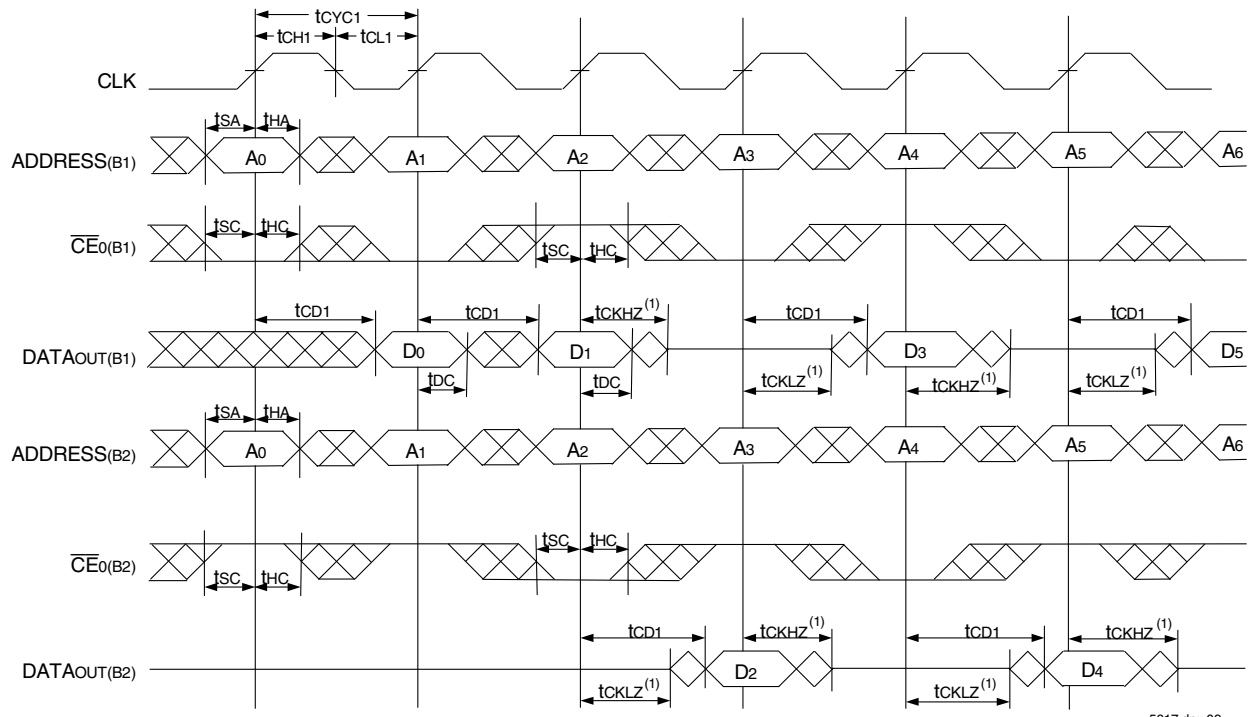 tCYC1
tCH1 tCL1
CLK
tSA tHA
ADDRESS(B1) A0 A1 A2 A3 A4 A5 A6
tSC tHC
CE0(B1) tSC tHC
tCD1 tCD1 tCKHZ(1) tCD1 tCD1
DATAOUT(B1) D0 D1 D3 D5
tDC tDC tCKLZ(1) tCKHZ(1) tCKLZ(1)
tSA tHA
ADDRESS(B2) A0 A1 A2 A3 A4 A5 A6
tSC tHC
CE0(B2) tSC tHC
tCD1 tCKHZ(1) tCD1 tCKHZ(1)
DATAOUT(B2) D2 D4
tCKLZ(1) tCKLZ(1)